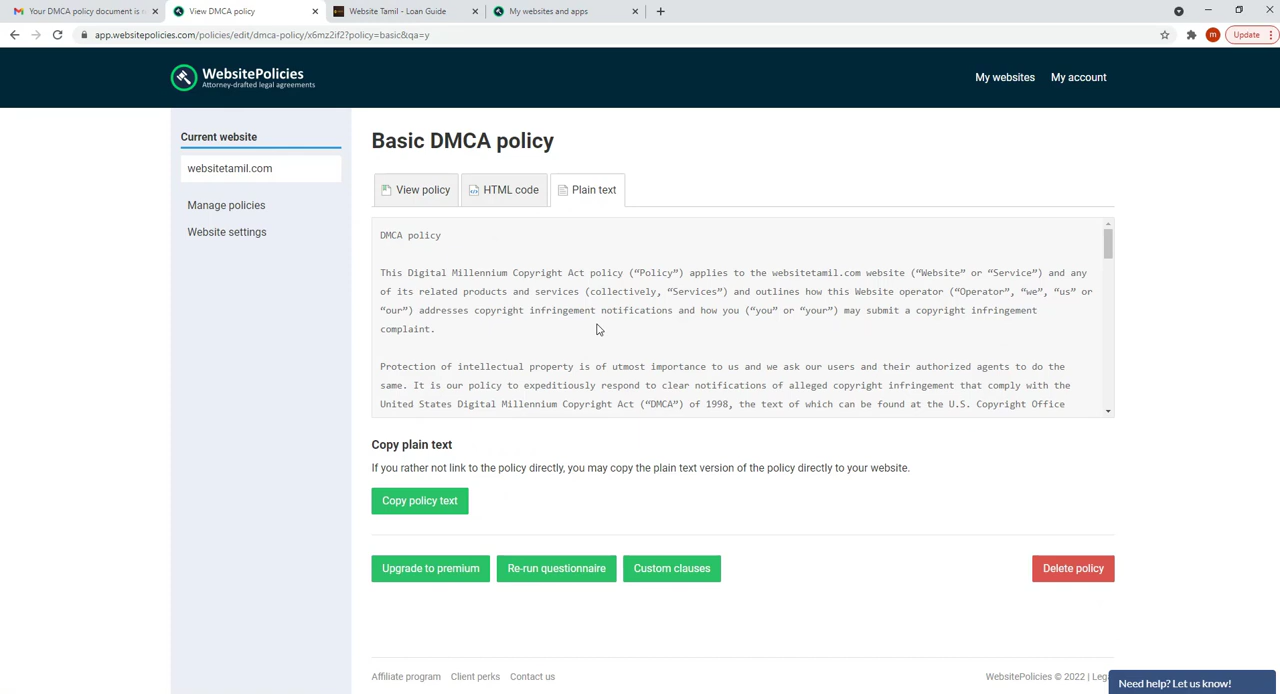 Your DMCA policy document is
View DMCA policy
Website Tamil - Loan Guide
My websites and apps
app.websitepolicies.com/policies/edit/dmca-policy/x6mz2if2?policy=basic&qa=y
m
Update
WebsitePolicies
Attorney-drafted legal agreements
My websites
My account
Current website
websitetamil.com
Manage policies
Website settings
Basic DMCA policy
View policy
HTML code
Plain text
DMCA policy
This Digital Millennium Copyright Act policy (“Policy”) applies to the websitetamil.com website (“Website” or “Service”) and any
of its related products and services (collectively, “Services”) and outlines how this Website operator (“Operator”, “we”, “us” or
“our”) addresses copyright infringement notifications and how you (“you” or “your”) may submit a copyright infringement
complaint.
Protection of intellectual property is of utmost importance to us and we ask our users and their authorized agents to do the
same. It is our policy to expeditiously respond to clear notifications of alleged copyright infringement that comply with the
United States Digital Millennium Copyright Act (“DMCA”) of 1998, the text of which can be found at the U.S. Copyright Office
Copy plain text
If you rather not link to the policy directly, you may copy the plain text version of the policy directly to your website.
Copy policy text
Upgrade to premium
Re-run questionnaire
Custom clauses
Delete policy
Affiliate program
Client perks
Contact us
WebsitePolicies © 2022 | Leg
Need help? Let us know!